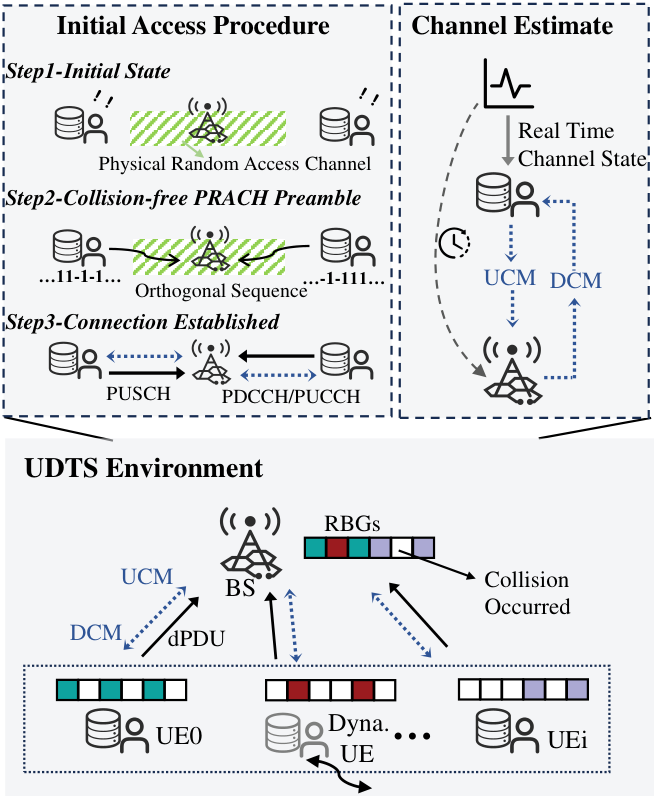 Initial Access Procedure
Step1-Initial State
Physical Random Access Channel
Step2-Collision-free PRACH Preamble
...11-1-1...
...-1-111...
Orthogonal Sequence
Step3-Connection Established
PUSCH
PDCCH/PUCCH
Channel Estimate
Real Time
Channel State
UCM
DCM
UDTS Environment
RBGs
BS
Collision
Occurred
UCM
DCM
dPDU
UE0
Dyna.
UE
UEi